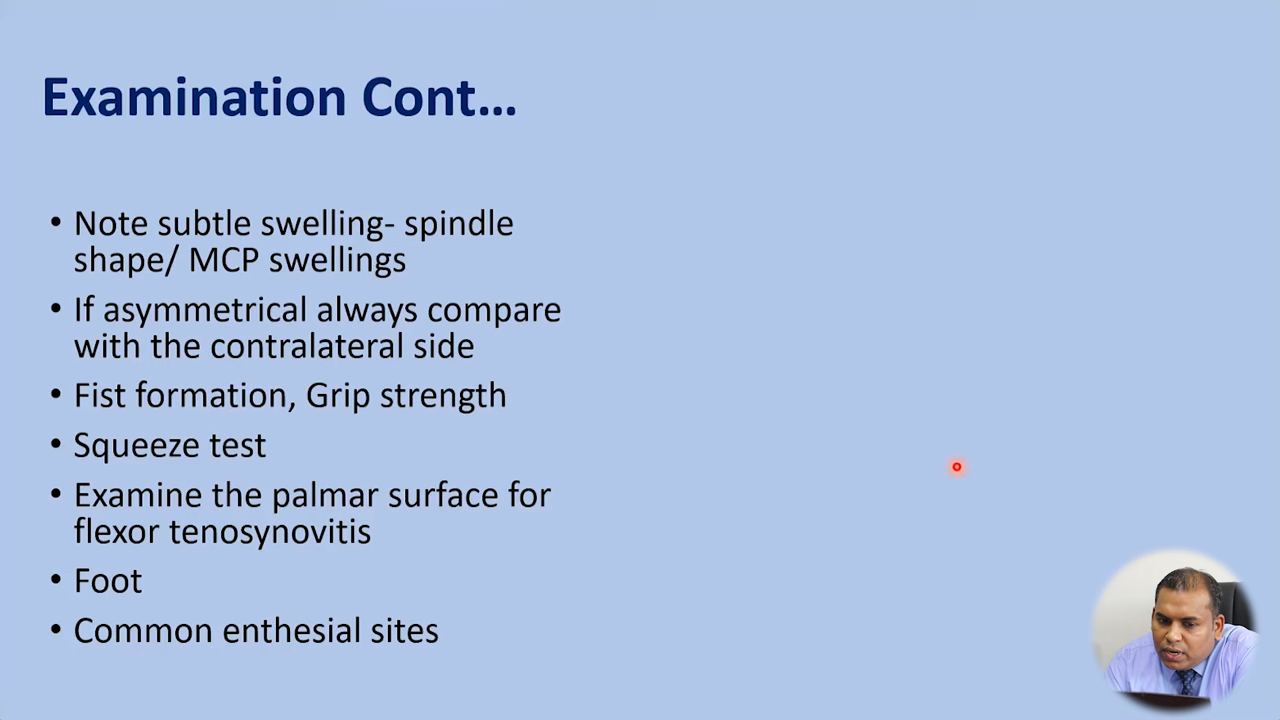 Examination Cont...
• Note subtle swelling- spindle
shape/ MCP swellings
• If asymmetrical always compare
with the contralateral side
• Fist formation, Grip strength
• Squeeze test
• Examine the palmar surface for
flexor tenosynovitis
• Foot
• Common enthesial sites